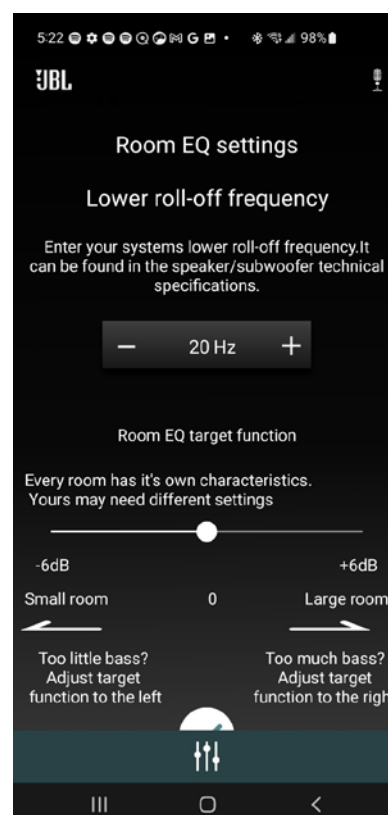 5:22
98%
JBL
Room EQ settings
Lower roll-off frequency
Enter your systems lower roll-off frequency.It
can be found in the speaker/subwoofer technical
specifications.
− 20 Hz +
Room EQ target function
Every room has it's own characteristics.
Yours may need different settings
-6dB +6dB
Small room 0 Large room
Too little bass? Too much bass?
Adjust target Adjust target
function to the left function to the righ